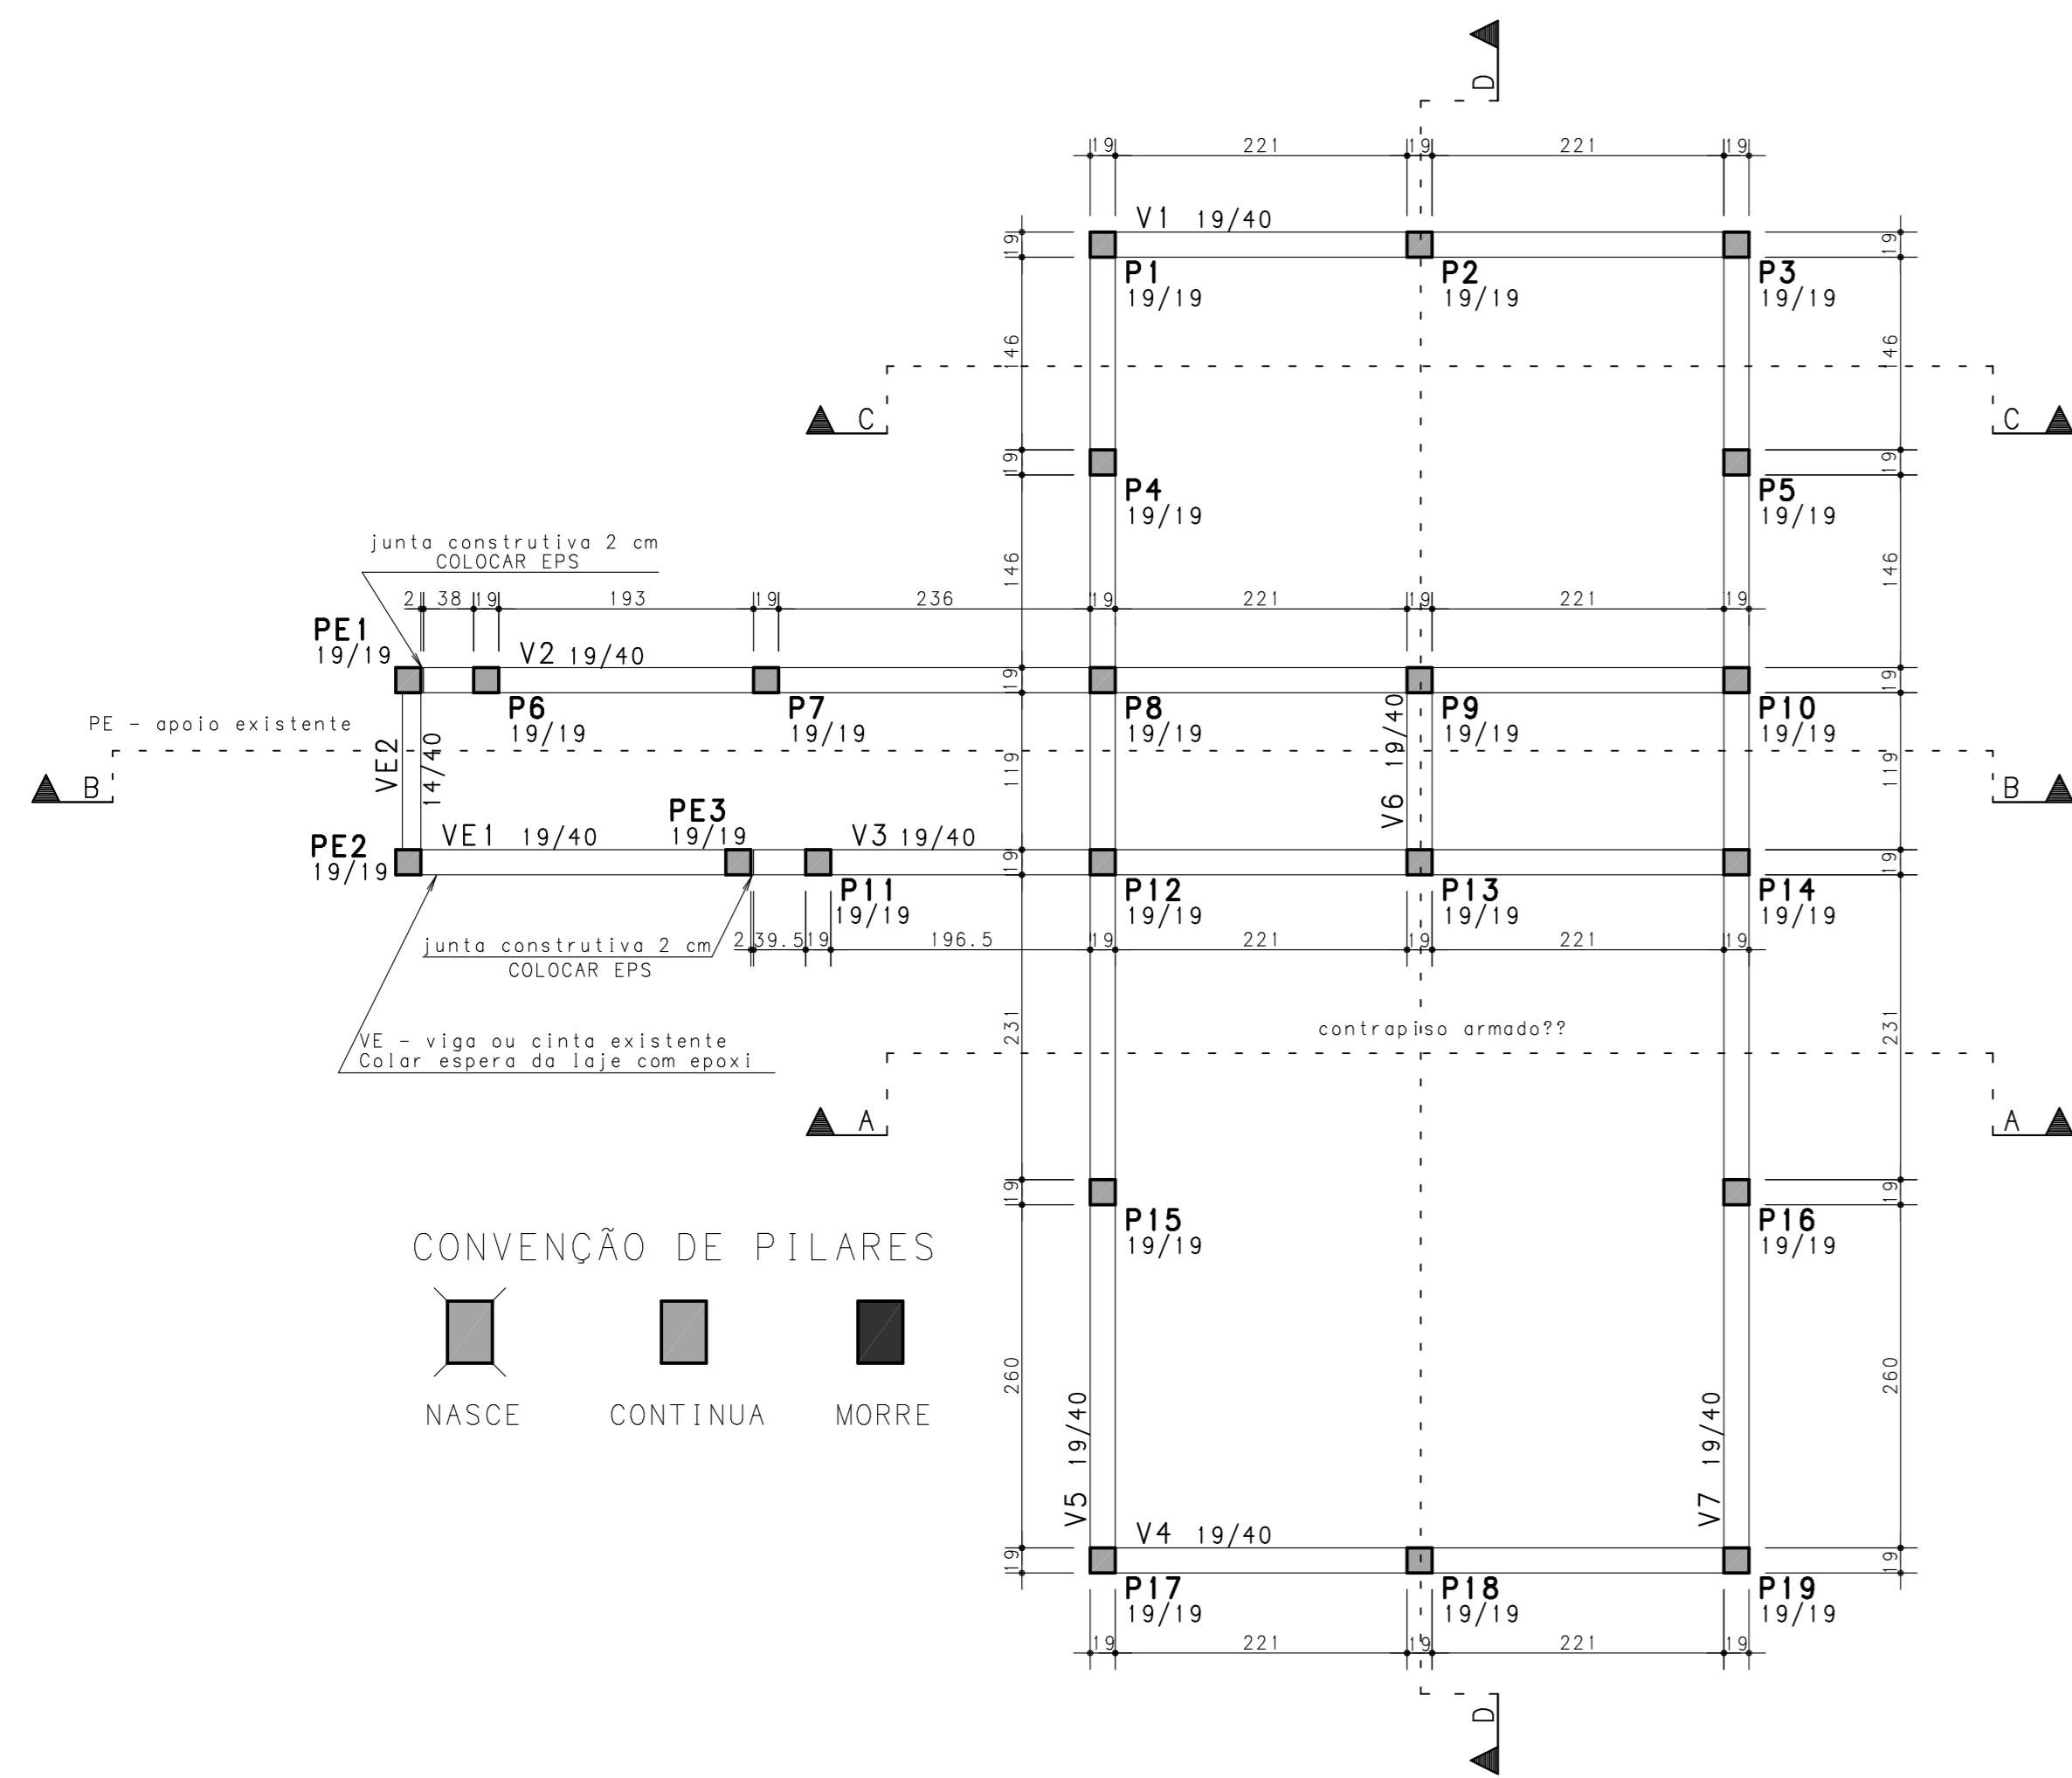 D
19 221 19 221 19
V1 19/40
19 19
P1 P2 P3
19/19 19/19 19/19
146 146
C C
19 19
P4 P5
19/19 19/19
junta construtiva 2 cm
COLOCAR EPS
146 146
2 38 19 193 19 236 19 221 19 221 19
PE1
19/19
V2 19/40
19 19
P6 P7 P8 P9 P10
19/19 19/19 19/19 19/19 19/19
PE - apoio existente
VE2 14/40
V6 19/40
119 119
B B
PE3
19/19
VE1 19/40
V3 19/40
PE2
19/19
19 19
P11 P12 P13 P14
19/19 19/19 19/19 19/19
2 39.5 19 196.5 19 221 19 221 19
junta construtiva 2 cm
COLOCAR EPS
231 231
contrapiso armado??
VE - viga ou cinta existente
Colar espera da laje com epoxi
A A
19 19
P15 P16
19/19 19/19
CONVENÇÃO DE PILARES
NASCE CONTINUA MORRE
260 260
V5 19/40
V7 19/40
V4 19/40
19 19
P17 P18 P19
19/19 19/19 19/19
19 221 19 221 19
D